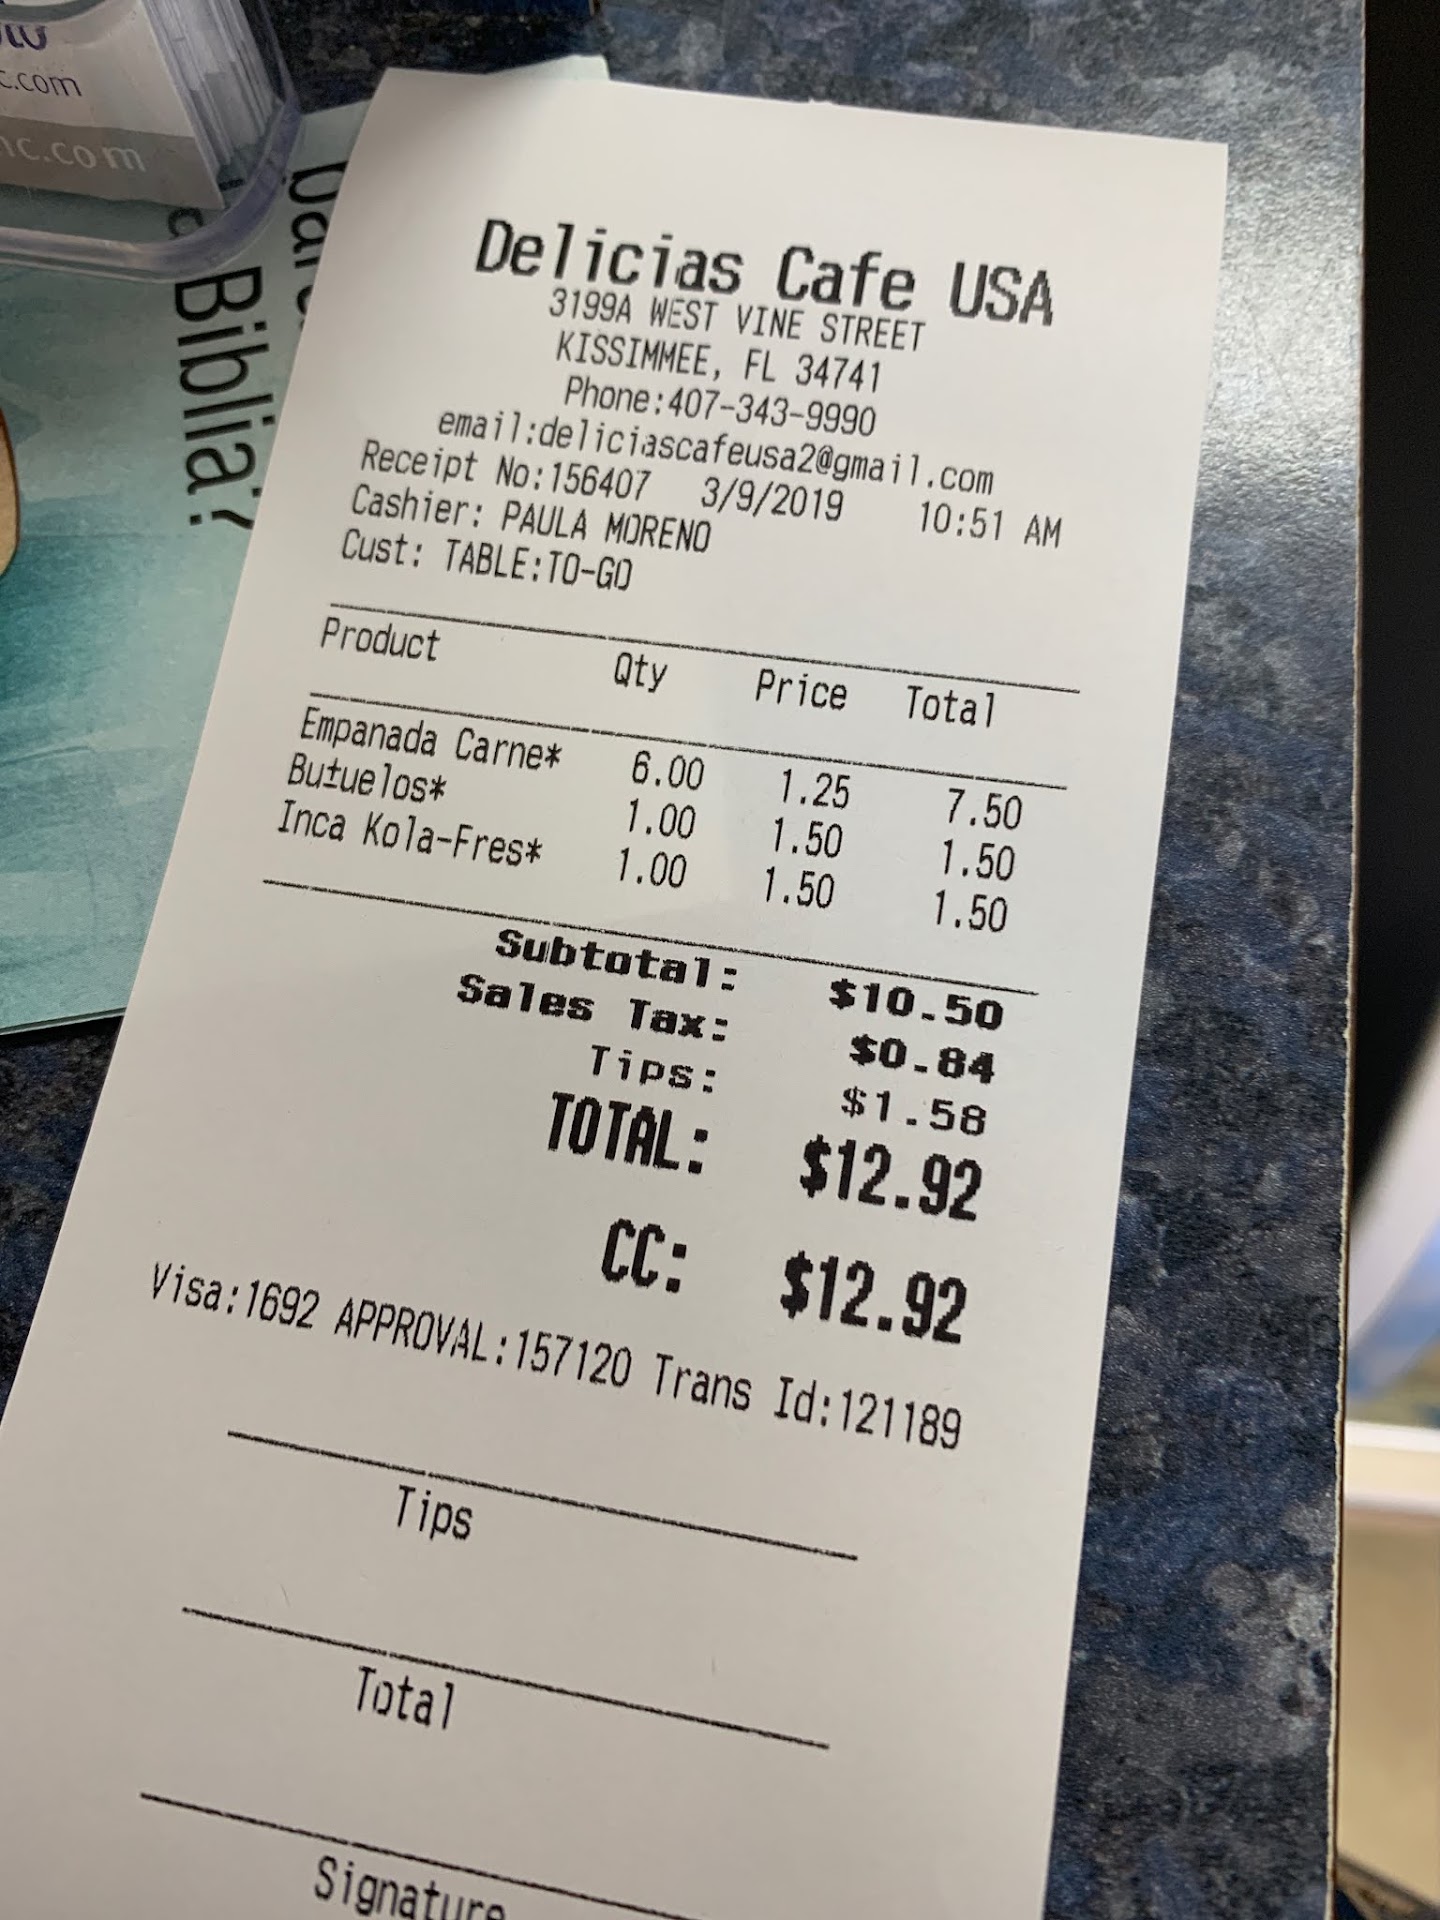 c.com
nc.com
Biblia?
Delicias Cafe USA
3199A WEST VINE STREET
KISSIMMEE, FL 34741
Phone:407-343-9990
email:deliciascafeusa2@gmail.com
Receipt No:156407 3/9/2019 10:51 AM
Cashier: PAULA MORENO
Cust: TABLE:TO-GO
Product Qty Price Total
Empanada Carne* 6.00 1.25 7.50
Bu±uelos* 1.00 1.50 1.50
Inca Kola-Fres* 1.00 1.50 1.50
Subtotal: $10.50
Sales Tax: $0.84
Tips: $1.58
TOTAL: $12.92
CC: $12.92
Visa:1692 APPROVAL:157120 Trans Id:121189
Tips
Total
Signature